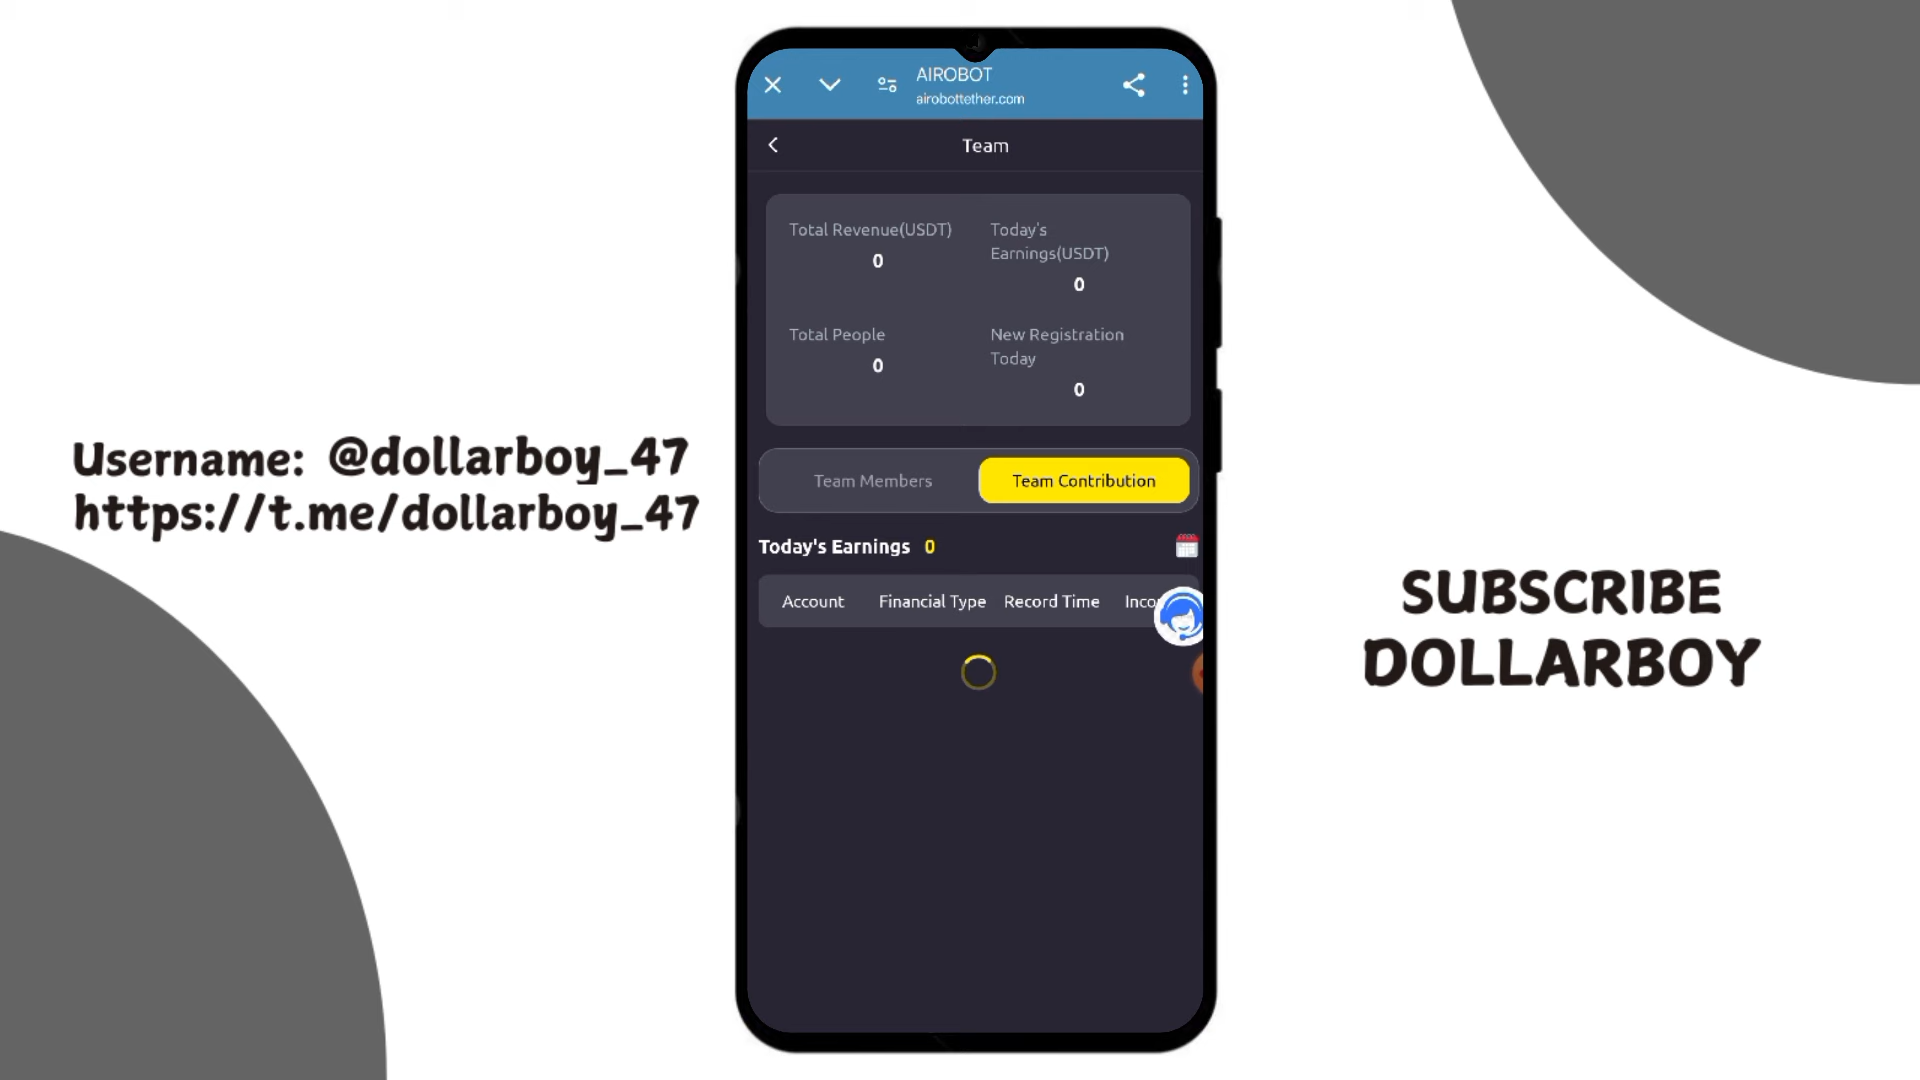 AIROBOT
airobottether.com
Team
Total Revenue(USDT)
0
Today's
Earnings(USDT)
0
Total People
0
New Registration
Today
0
Team Members
Team Contribution
Today's Earnings 0
Account Financial Type Record Time
Username: @dollarboy_47
https://t.me/dollarboy_47
SUBSCRIBE
DOLLARBOY